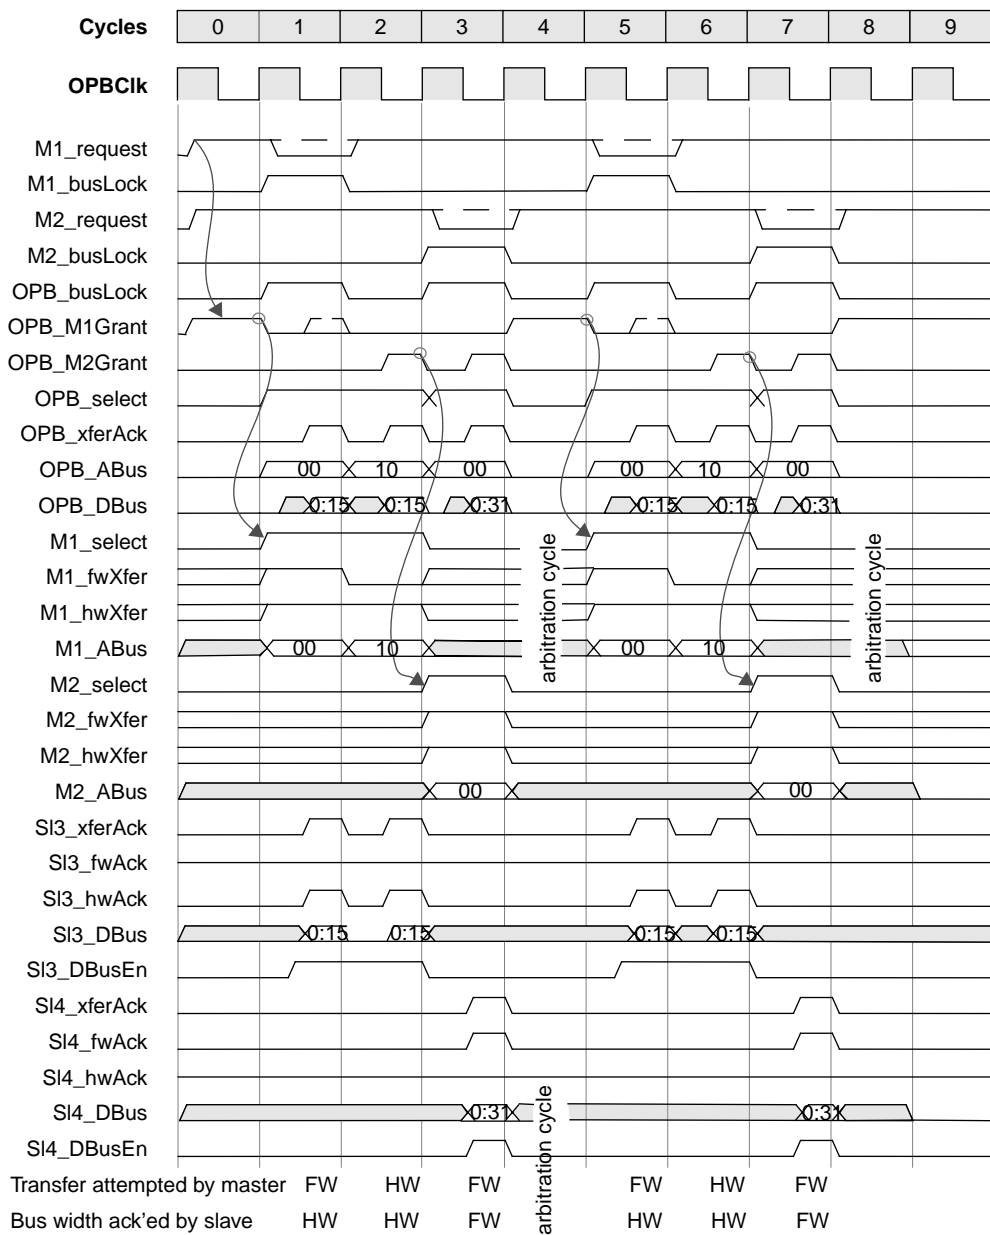 Cycles 0 1 2 3 4 5 6 7 8 9
OPBClk
M1_request
M1_busLock
M2_request
M2_busLock
OPB_busLock
OPB_M1Grant
OPB_M2Grant
OPB_select
OPB_xferAck
OPB_ABus 00 10 00 00 10 00
OPB_DBus 0:15 0:15 0:31 0:15 0:15 0:31
M1_select
M1_fwXfer
M1_hwXfer
M1_ABus 00 10 00 10
arbitration cycle
arbitration cycle
M2_select
M2_fwXfer
M2_hwXfer
M2_ABus 00 00
Sl3_xferAck
Sl3_fwAck
Sl3_hwAck
Sl3_DBus 0:15 0:15 0:15 0:15
Sl3_DBusEn
Sl4_xferAck
Sl4_fwAck
Sl4_hwAck
Sl4_DBus 0:31 0:31
Sl4_DBusEn
arbitration cycle
Transfer attempted by master FW HW FW FW HW FW
Bus width ack'ed by slave HW HW FW HW HW FW